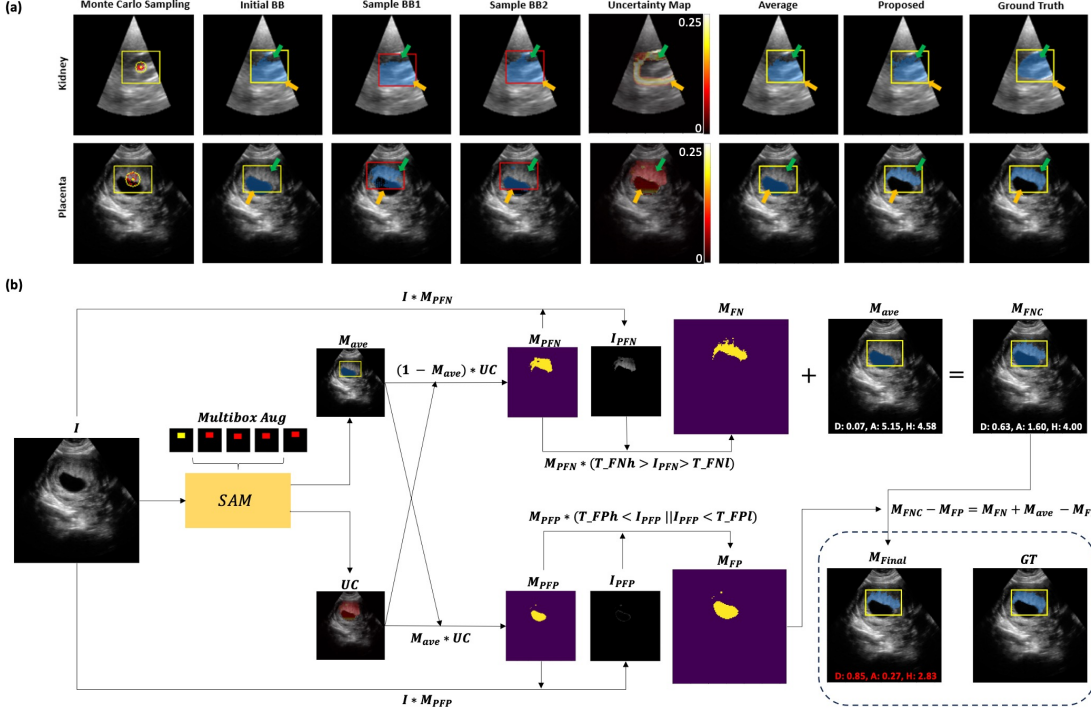 (a)
Monte Carlo Sampling Initial BB Sample BB1 Sample BB2 Uncertainty Map Average Proposed Ground Truth
Kidney
0.25
0
Placenta
0.25
0
(b)
I * M_PFN
M_ave
(1 − M_ave) * UC
M_PFN
I_PFN
M_FN
M_ave
M_FNC
+
=
D: 0.07, A: 5.15, H: 4.58
D: 0.63, A: 1.60, H: 4.00
Multibox Aug
I
SAM
M_PFN * (T_FNh > I_PFN > T_FNl)
M_PFP * (T_FPh < I_PFP || I_PFP < T_FPl)
M_FNC − M_FP = M_FN + M_ave − M_F
UC
M_ave * UC
M_PFP
I_PFP
M_FP
M_Final
GT
D: 0.85, A: 0.27, H: 2.83
I * M_PFP